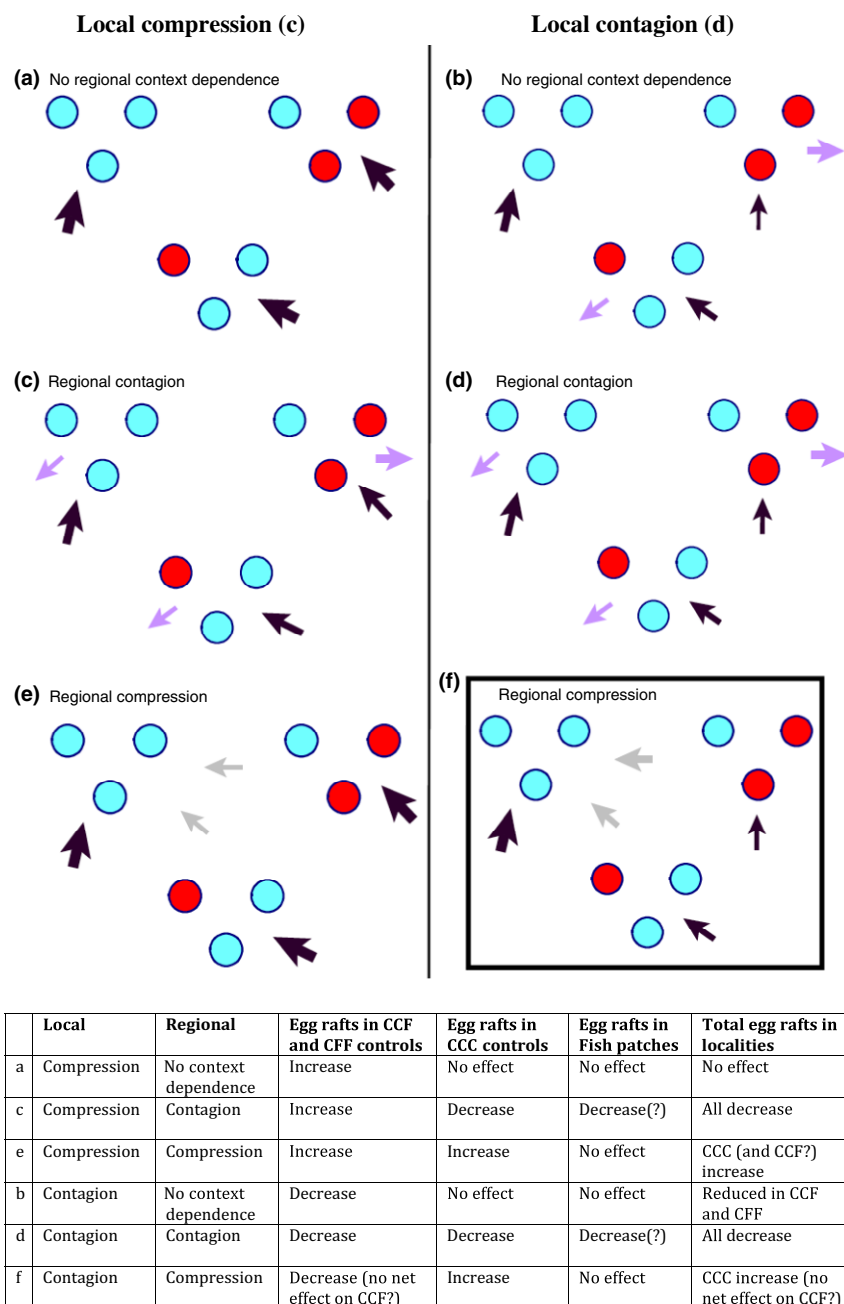 Local compression (c)
Local contagion (d)
(a) No regional context dependence
(b) No regional context dependence
(c) Regional contagion
(d) Regional contagion
(e) Regional compression
(f) Regional compression
Local Regional Egg rafts in CCF Egg rafts in Egg rafts in Total egg rafts in
and CFF controls CCC controls Fish patches localities
a Compression No context Increase No effect No effect No effect
dependence
c Compression Contagion Increase Decrease Decrease(?) All decrease
e Compression Compression Increase Increase No effect CCC (and CCF?)
increase
b Contagion No context Decrease No effect No effect Reduced in CCF
dependence and CFF
d Contagion Contagion Decrease Decrease Decrease(?) All decrease
f Contagion Compression Decrease (no net Increase No effect CCC increase (no
effect on CCF?) net effect on CCF?)